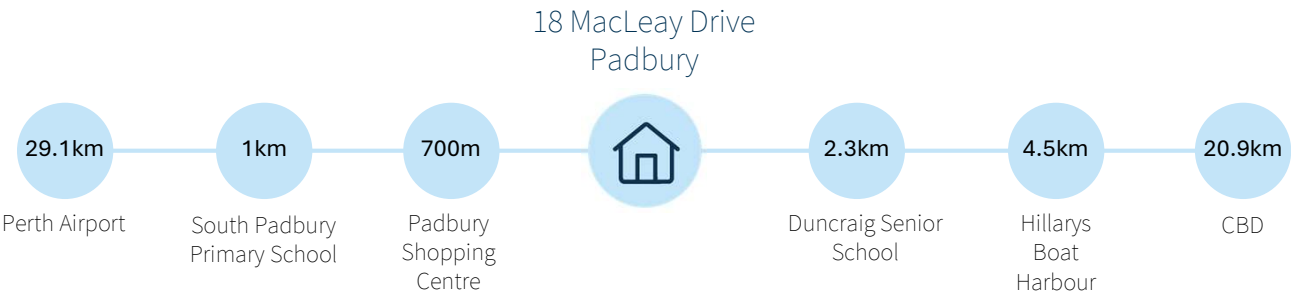 18 MacLeay Drive
Padbury
29.1km
1km
700m
2.3km
4.5km
20.9km
Perth Airport
South Padbury
Primary School
Padbury
Shopping
Centre
Duncraig Senior
School
Hillarys
Boat
Harbour
CBD